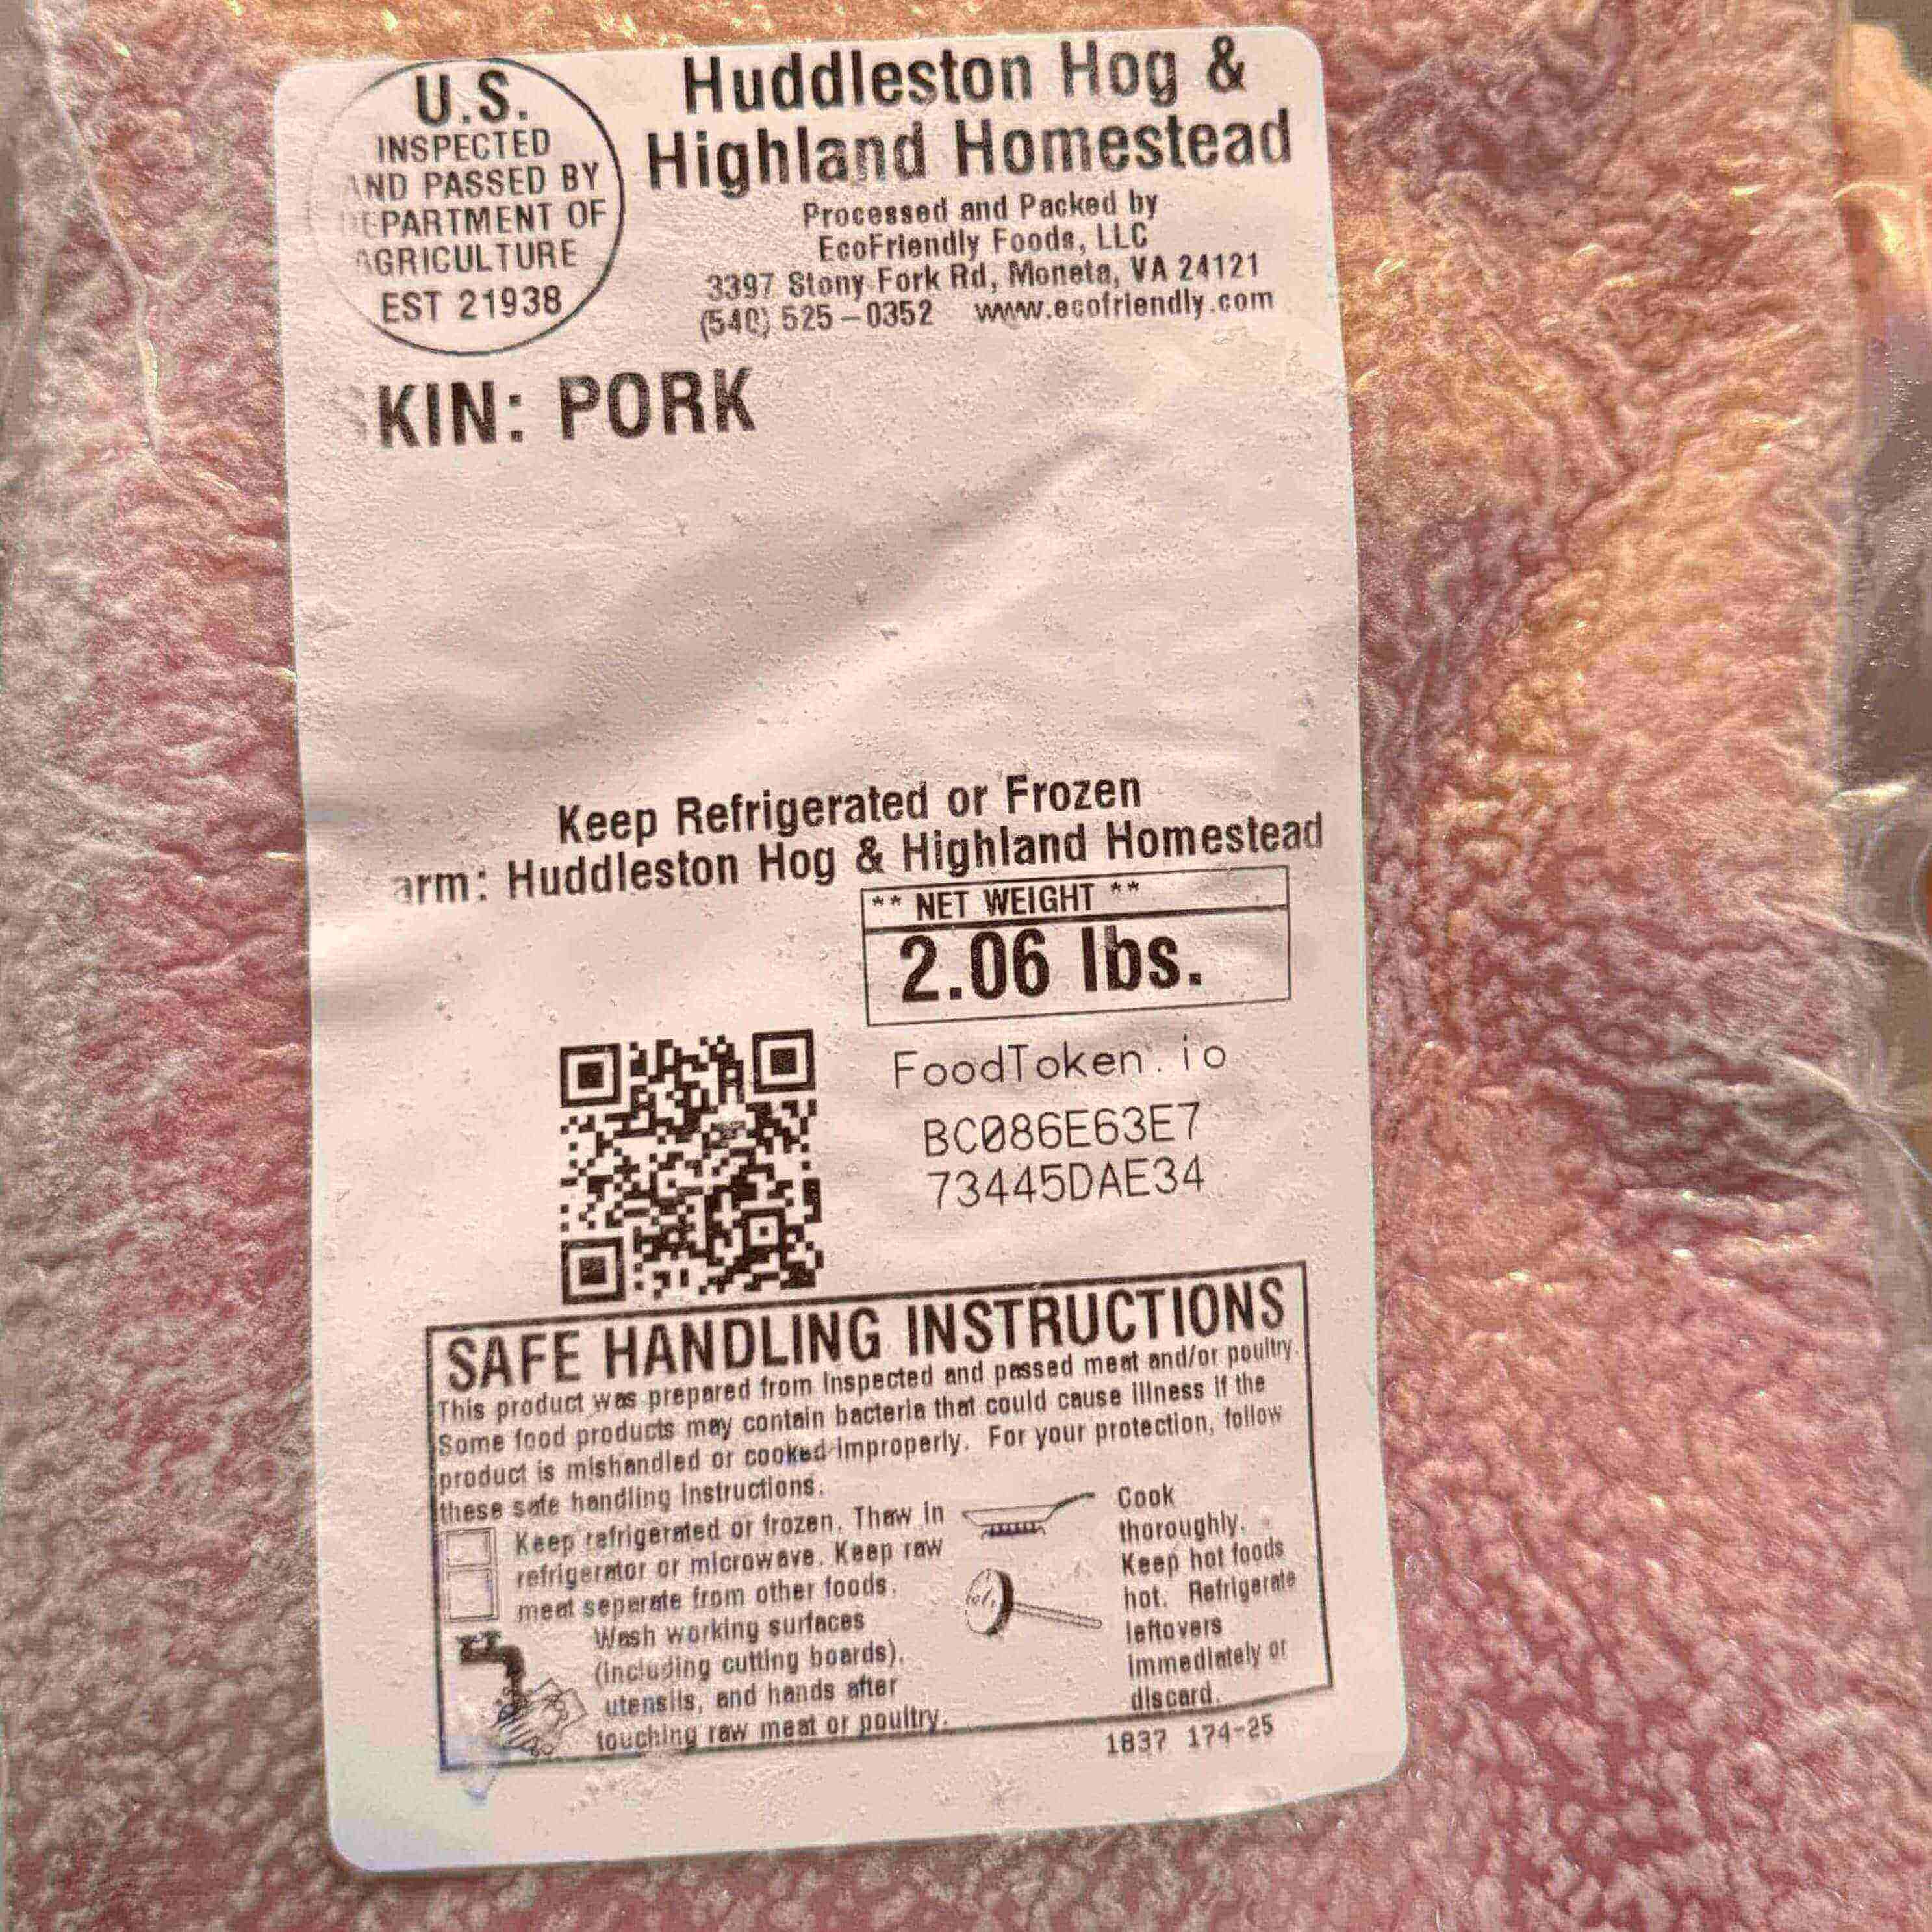 U.S.
INSPECTED
AND PASSED BY
DEPARTMENT OF
AGRICULTURE
EST 21938
Huddleston Hog &
Highland Homestead
Processed and Packed by
EcoFriendly Foods, LLC
3397 Stony Fork Rd, Moneta, VA 24121
(540) 525-0352 www.ecofriendly.com
SKIN: PORK
Keep Refrigerated or Frozen
arm: Huddleston Hog & Highland Homestead
** NET WEIGHT **
2.06 lbs.
FoodToken.io
BC086E63E7
73445DAE34
SAFE HANDLING INSTRUCTIONS
This product was prepared from inspected and passed meat and/or poultry.
Some food products may contain bacteria that could cause illness if the
product is mishandled or cooked improperly. For your protection, follow
these safe handling instructions.
Keep refrigerated or frozen. Thaw in
refrigerator or microwave. Keep raw
meat separate from other foods.
Wash working surfaces
(including cutting boards),
utensils, and hands after
touching raw meat or poultry.
Cook
thoroughly.
Keep hot foods
hot. Refrigerate
leftovers
immediately or
discard.
1837 174-25